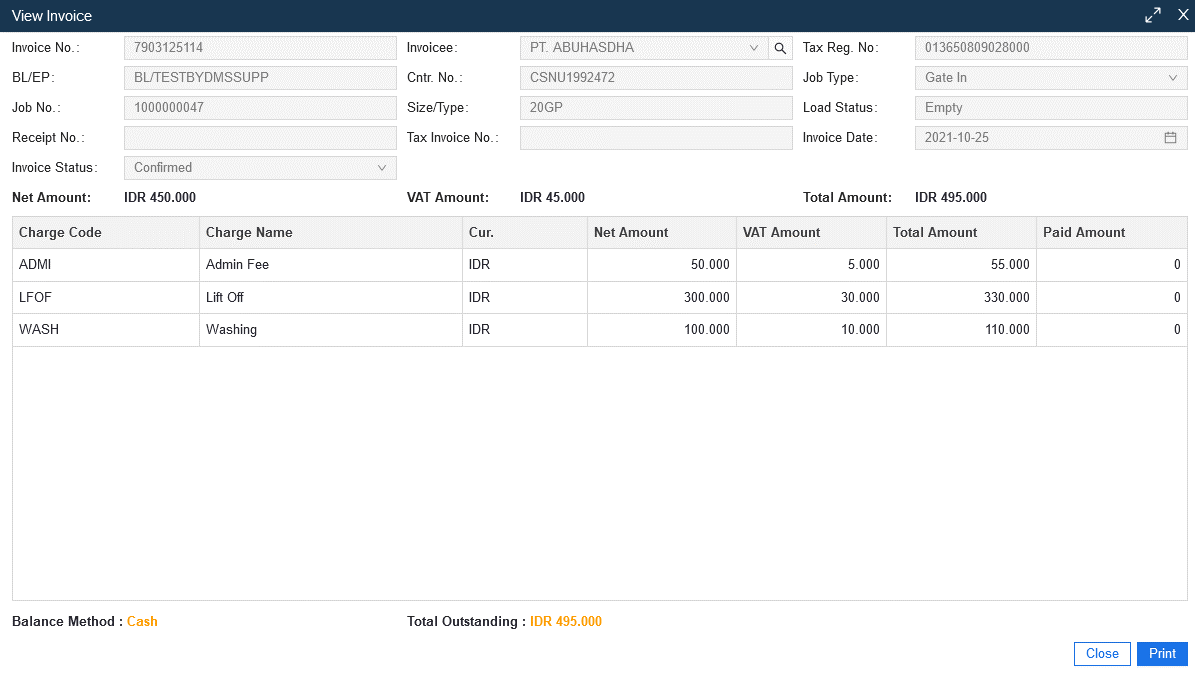 View Invoice
Invoice No.: 7903125114 Invoicee: PT. ABUHASDHA Tax Reg. No: 013650809028000
BL/EP: BL/TESTBYDMSSUPP Cntr. No.: CSNU1992472 Job Type: Gate In
Job No.: 1000000047 Size/Type: 20GP Load Status: Empty
Receipt No.: Tax Invoice No.: Invoice Date: 2021-10-25
Invoice Status: Confirmed
Net Amount: IDR 450.000 VAT Amount: IDR 45.000 Total Amount: IDR 495.000
Charge Code Charge Name Cur. Net Amount VAT Amount Total Amount Paid Amount
ADMI Admin Fee IDR 50.000 5.000 55.000 0
LFOF Lift Off IDR 300.000 30.000 330.000 0
WASH Washing IDR 100.000 10.000 110.000 0
Balance Method : Cash Total Outstanding : IDR 495.000
Close Print